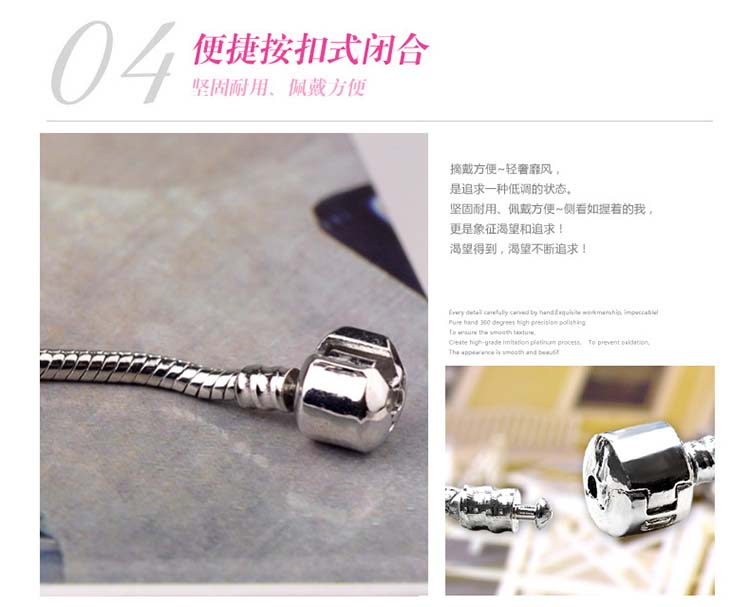 04
便捷按扣式闭合
坚固耐用、佩戴方便
摘戴方便~轻奢靡风，
是追求一种低调的状态。
坚固耐用、佩戴方便~侧看如握着的我，
更是象征渴望和追求！
渴望得到，渴望不断追求！
Every detail carefully carved by hand.Exquisite workmanship, impeccable!
Pure hand 360 degrees high-precision polishing
To ensure the smooth texture,
Create high-grade imitation platinum process, To prevent oxidation,
The appearance is smooth and beautif